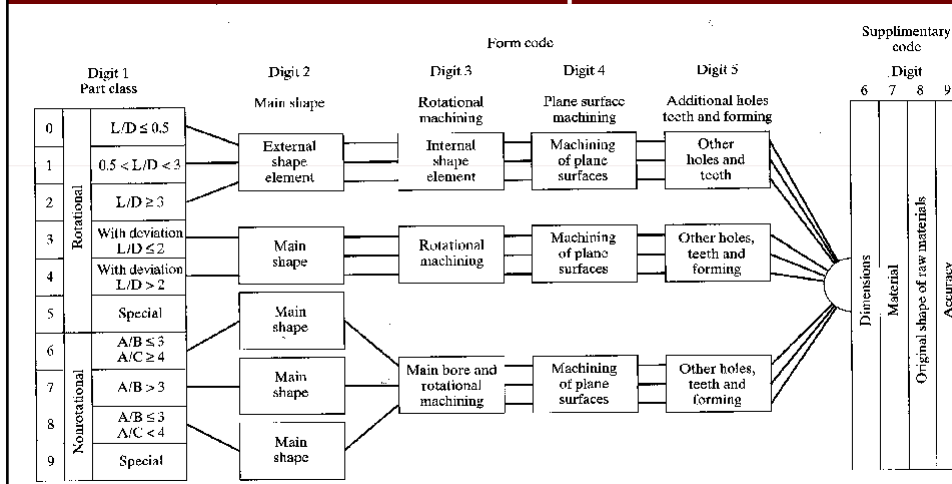 Form code
Supplimentary
code
Digit 1
Part class
Digit 2
Main shape
Digit 3
Rotational
machining
Digit 4
Plane surface
machining
Digit 5
Additional holes
teeth and forming
Digit
6 7 8 9
0
1
2
3
4
5
6
7
8
9
Rotational
Nonrotational
L/D ≤ 0.5
0.5 < L/D < 3
L/D ≥ 3
With deviation
L/D ≤ 2
With deviation
L/D > 2
Special
A/B ≤ 3
A/C ≥ 4
A/B > 3
A/B ≤ 3
A/C < 4
Special
External
shape
element
Internal
shape
element
Machining
of plane
surfaces
Other
holes and
teeth
Main
shape
Rotational
machining
Machining
of plane
surfaces
Other holes,
teeth and
forming
Main
shape
Main
shape
Main
shape
Main bore and
rotational
machining
Machining
of plane
surfaces
Other holes,
teeth and
forming
Dimensions
Material
Original shape of raw materials
Accuracy